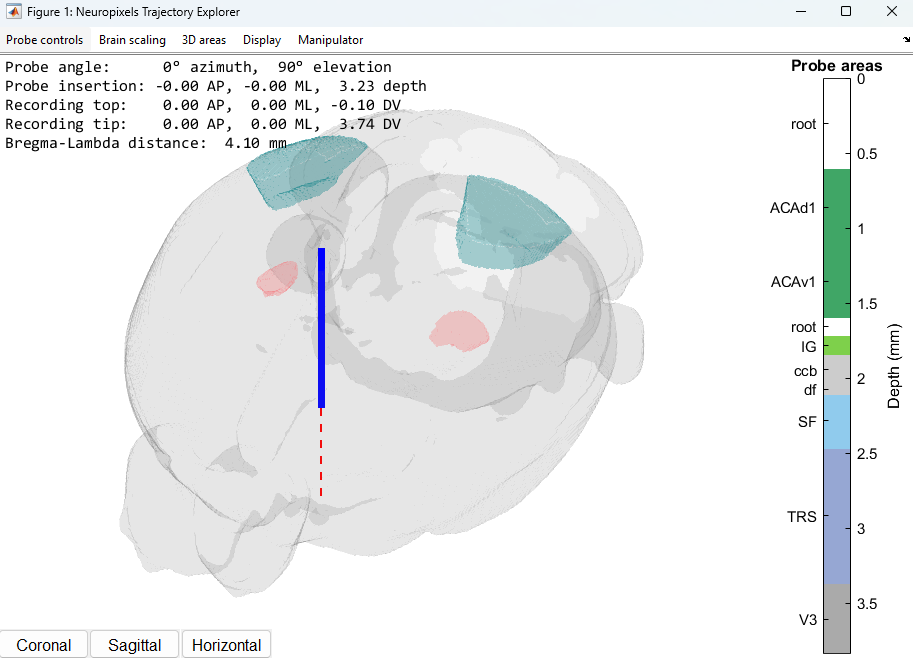 Figure 1: Neuropixels Trajectory Explorer
Probe controls Brain scaling 3D areas Display Manipulator
Probe angle: 0° azimuth, 90° elevation
Probe insertion: -0.00 AP, -0.00 ML, 3.23 depth
Recording top: 0.00 AP, 0.00 ML, -0.10 DV
Recording tip: 0.00 AP, 0.00 ML, 3.74 DV
Bregma-Lambda distance: 4.10 mm
Probe areas
0
root
0.5
ACAd1
1
ACAv1
1.5
root
IG
ccb
2
df
SF
2.5
TRS
3
3.5
V3
Depth (mm)
Coronal Sagittal Horizontal